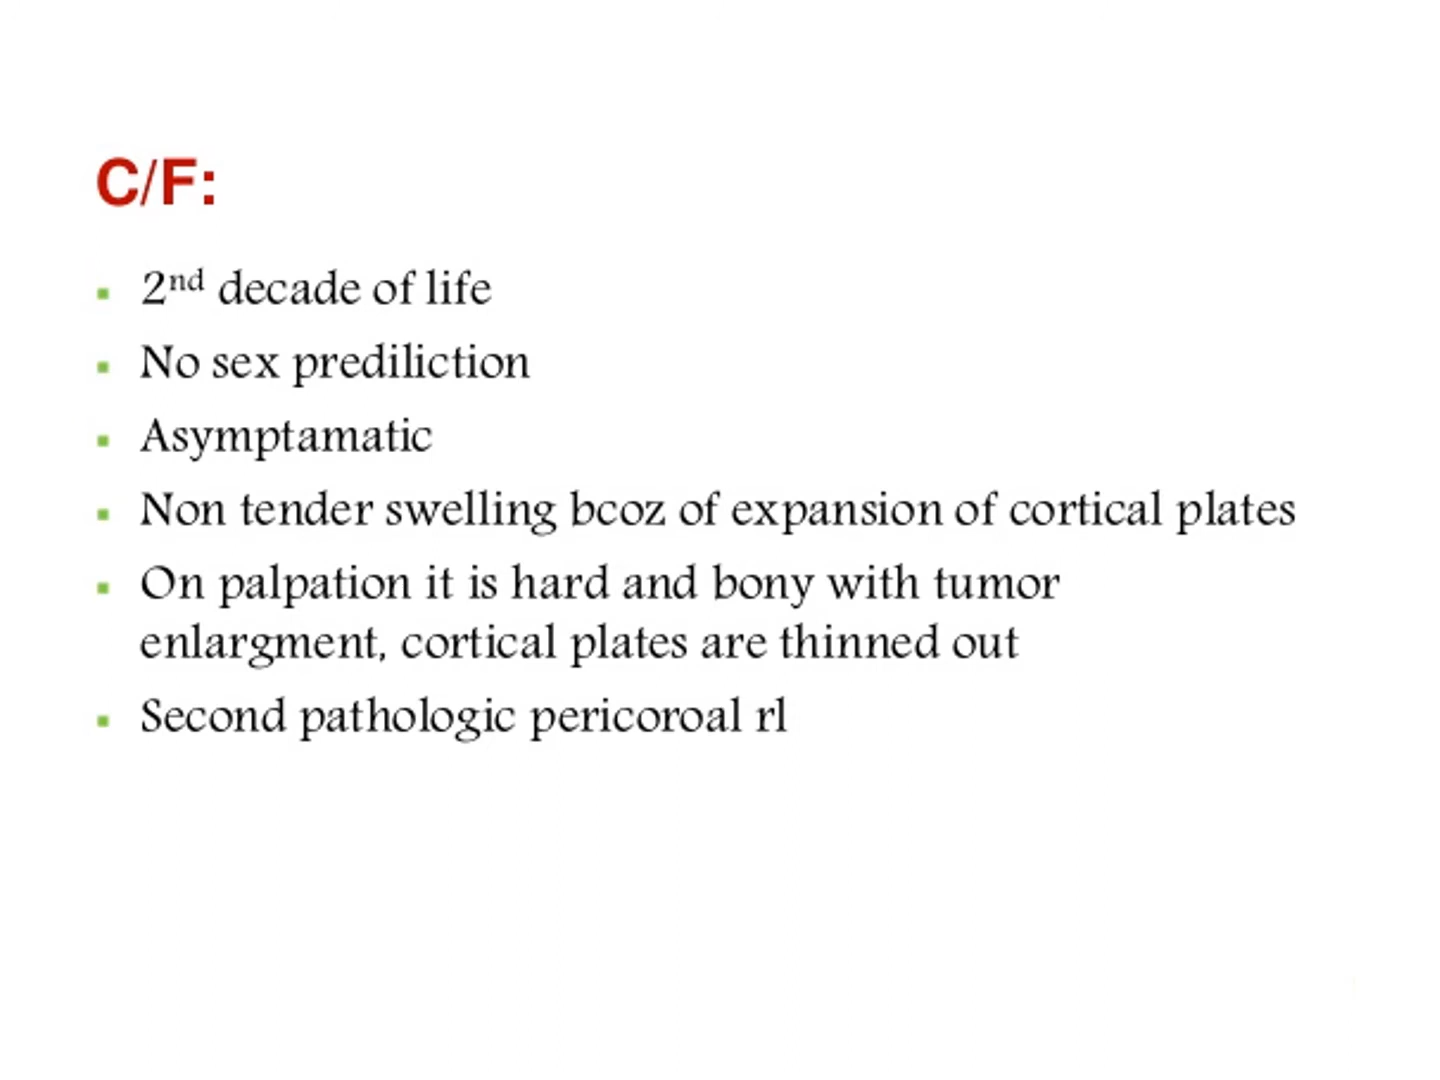 C/F:
2nd decade of life
No sex prediliction
Asymptamatic
Non tender swelling bcoz of expansion of cortical plates
On palpation it is hard and bony with tumor
enlargment, cortical plates are thinned out
Second pathologic pericoroal rl